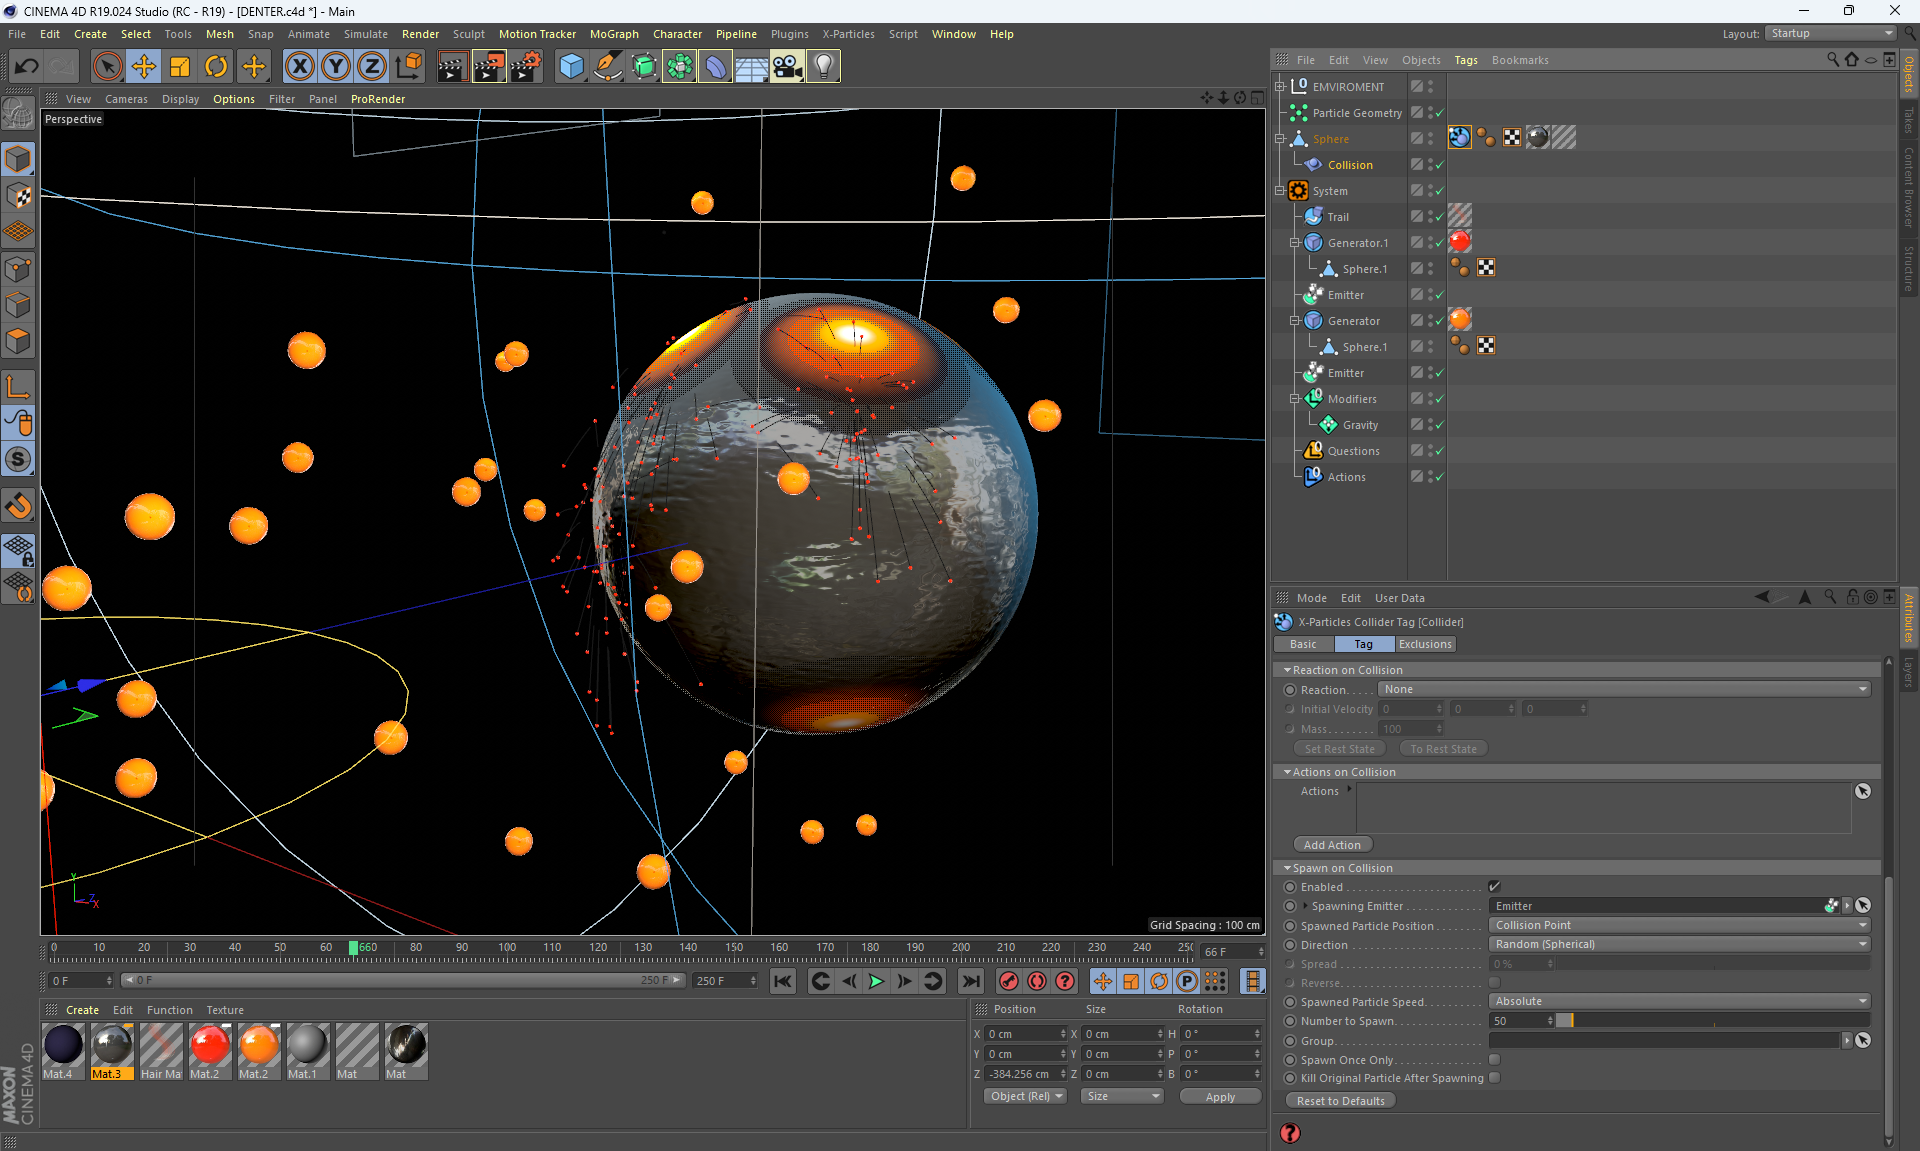 CINEMA 4D R19.024 Studio (RC - R19) - [DENTER.c4d *] - Main
File Edit Create Select Tools Mesh Snap Animate Simulate Render Sculpt Motion Tracker MoGraph Character Pipeline Plugins X-Particles Script Window Help
Layout: Startup
View Cameras Display Options Filter Panel ProRender
Perspective
Grid Spacing : 100 cm
File Edit View Objects Tags Bookmarks
EMVIROMENT
Particle Geometry
Sphere
Collision
System
Trail
Generator.1
Sphere.1
Emitter
Generator
Sphere.1
Emitter
Modifiers
Gravity
Questions
Actions
Objects
Takes
Content Browser
Structure
Mode Edit User Data
X-Particles Collider Tag [Collider]
Basic Tag Exclusions
Reaction on Collision
Reaction. . . . . None
Initial Velocity 0 0 0
Mass. . . . . . . . 100
Set Rest State To Rest State
Actions on Collision
Actions
Add Action
Spawn on Collision
Enabled
Spawning Emitter Emitter
Spawned Particle Position Collision Point
Direction Random (Spherical)
Spread 0 %
Reverse
Spawned Particle Speed Absolute
Number to Spawn 50
Group
Spawn Once Only
Kill Original Particle After Spawning
Reset to Defaults
Attributes
Layers
0 10 20 30 40 50 60 660 80 90 100 110 120 130 140 150 160 170 180 190 200 210 220 230 240 250
66 F
0 F 0 F 250 F 250 F
Create Edit Function Texture
Mat.4 Mat.3 Hair Ma Mat.2 Mat.2 Mat.1 Mat Mat
MAXON
CINEMA 4D
Position Size Rotation
X 0 cm X 0 cm H 0 °
Y 0 cm Y 0 cm P 0 °
Z -384.256 cm Z 0 cm B 0 °
Object (Rel) Size Apply